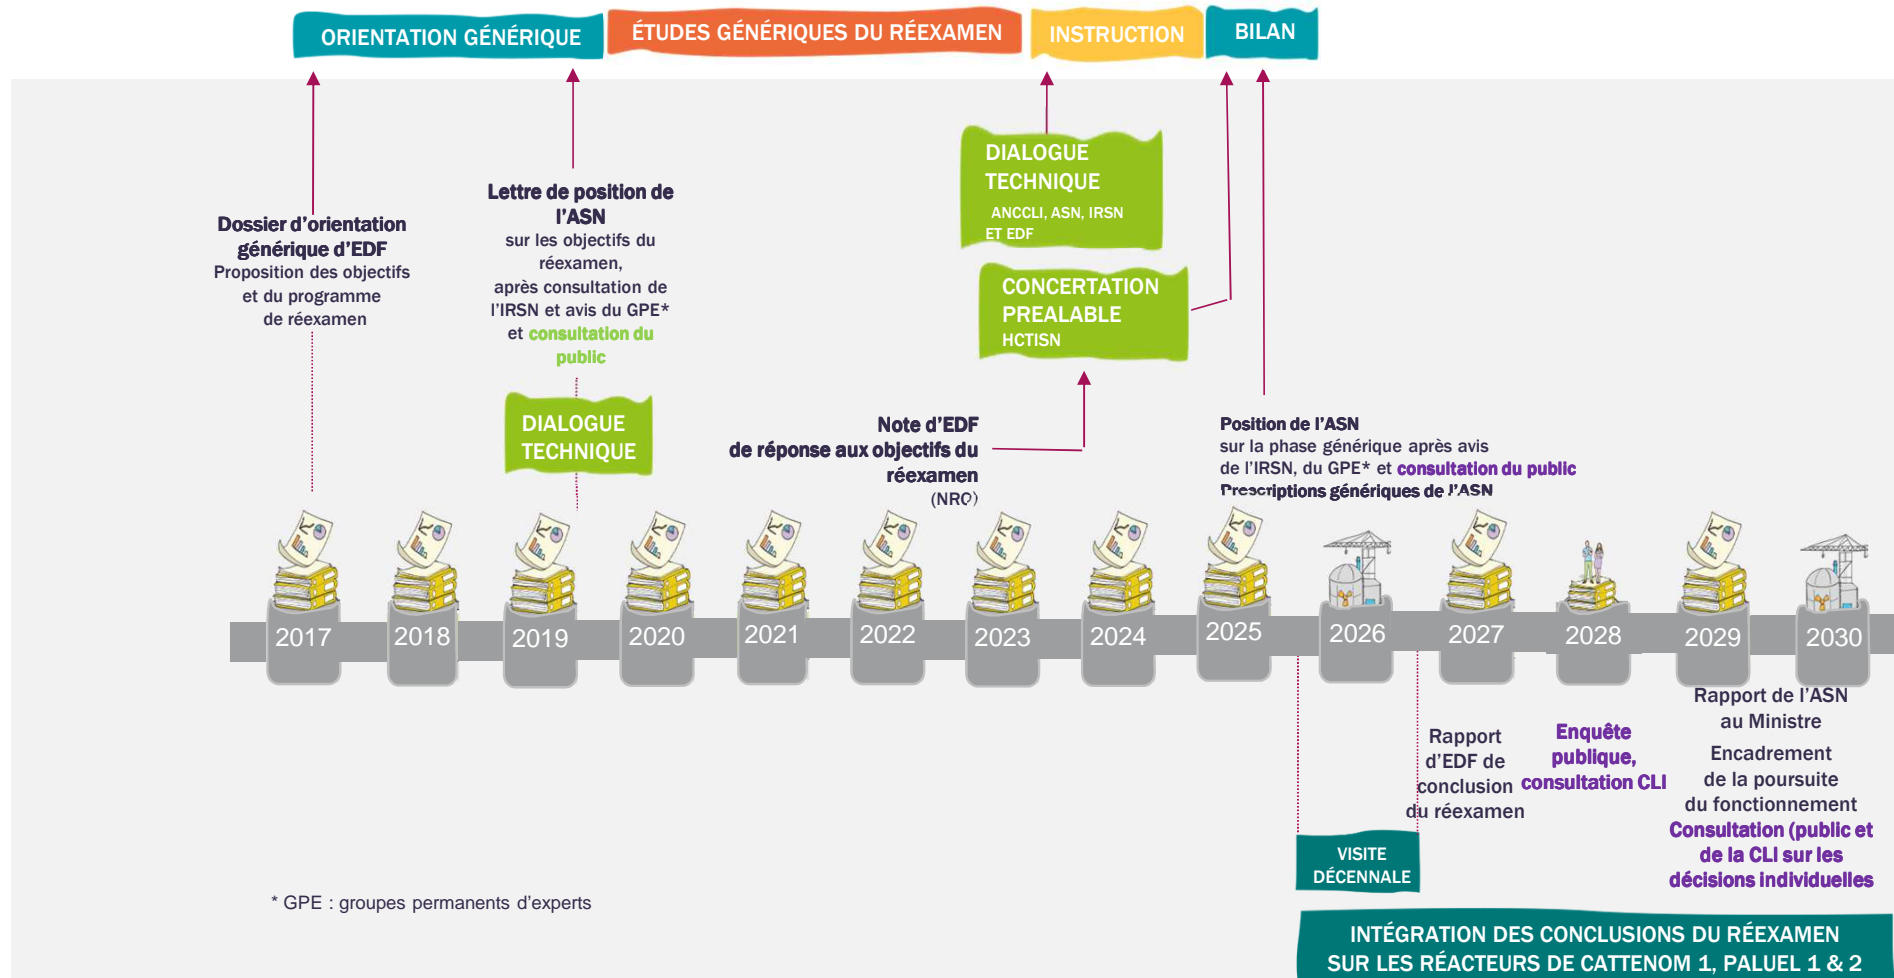 ORIENTATION GÉNÉRIQUE
ÉTUDES GÉNÉRIQUES DU RÉEXAMEN
INSTRUCTION
BILAN
Dossier d'orientation
générique d'EDF
Proposition des objectifs
et du programme
de réexamen
Lettre de position de
l'ASN
sur les objectifs du
réexamen,
après consultation de
l'IRSN et avis du GPE*
et consultation du
public
DIALOGUE
TECHNIQUE
DIALOGUE
TECHNIQUE
ANCCLI, ASN, IRSN
ET EDF
CONCERTATION
PREALABLE
HCTISN
Note d'EDF
de réponse aux objectifs du
réexamen
(NRO)
Position de l'ASN
sur la phase générique après avis
de l'IRSN, du GPE* et consultation du public
Prescriptions génériques de l'ASN
2017
2018
2019
2020
2021
2022
2023
2024
2025
2026
2027
2028
2029
2030
Rapport
d'EDF de
conclusion
du réexamen
Enquête
publique,
consultation CLI
Rapport de l'ASN
au Ministre
Encadrement
de la poursuite
du fonctionnement
Consultation (public et
de la CLI sur les
décisions individuelles
VISITE
DÉCENNALE
* GPE : groupes permanents d'experts
INTÉGRATION DES CONCLUSIONS DU RÉEXAMEN
SUR LES RÉACTEURS DE CATTENOM 1, PALUEL 1 & 2